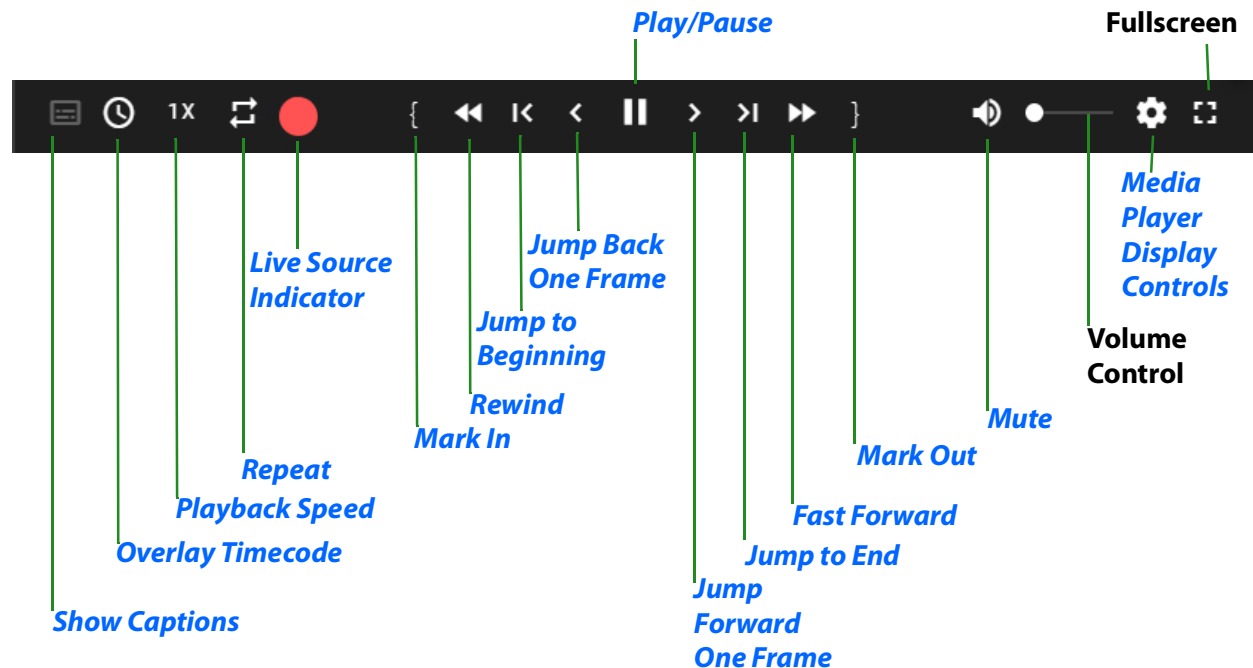 Play/Pause
Fullscreen
1X
{
}
Live Source
Indicator
Jump Back
One Frame
Media
Player
Display
Controls
Jump to
Beginning
Volume
Control
Rewind
Mark In
Mute
Mark Out
Repeat
Playback Speed
Fast Forward
Overlay Timecode
Jump to End
Jump
Forward
One Frame
Show Captions